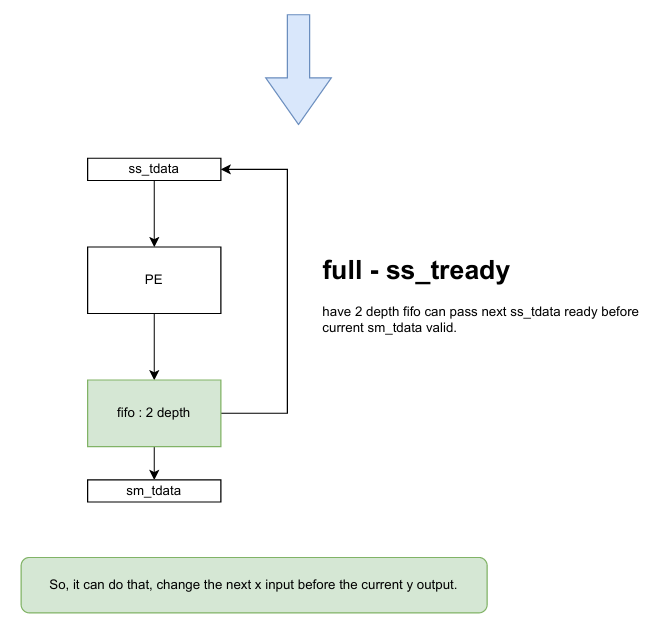 ss_tdata
PE
full - ss_tready
have 2 depth fifo can pass next ss_tdata ready before
current sm_tdata valid.
fifo : 2 depth
sm_tdata
So, it can do that, change the next x input before the current y output.